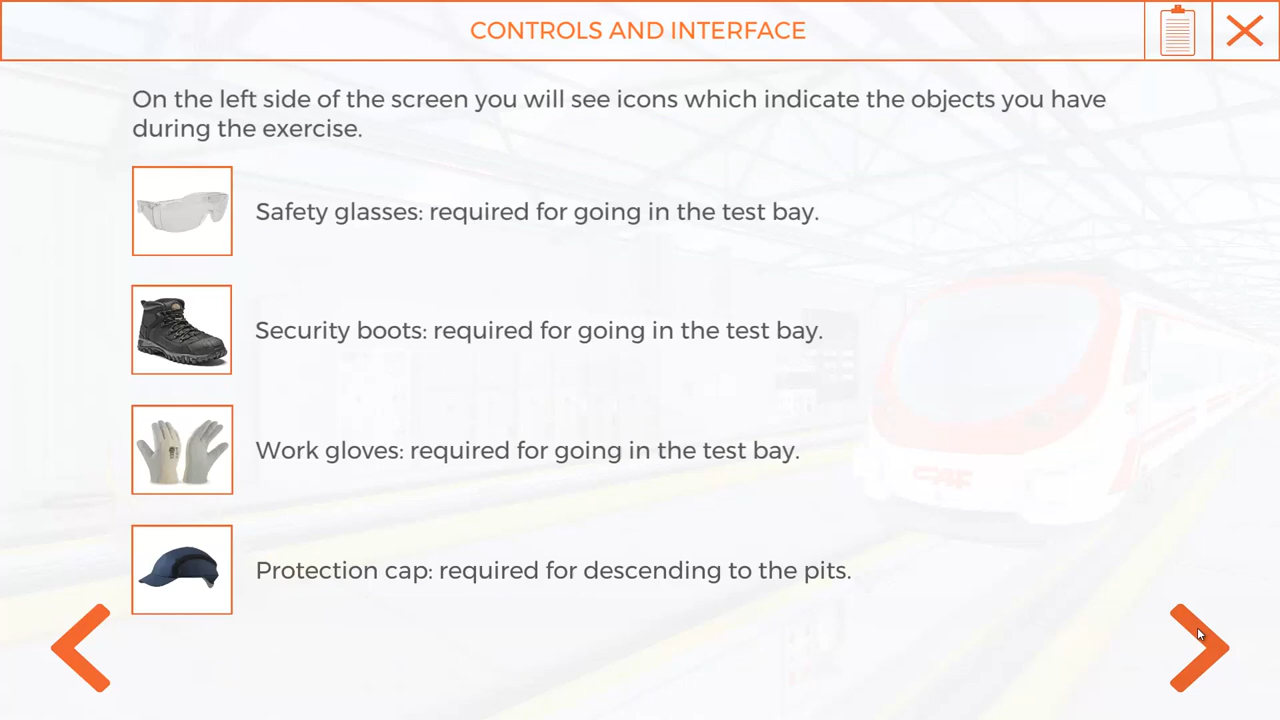 CONTROLS AND INTERFACE
On the left side of the screen you will see icons which indicate the objects you have
during the exercise.
Safety glasses: required for going in the test bay.
Security boots: required for going in the test bay.
Work gloves: required for going in the test bay.
Protection cap: required for descending to the pits.
CAF